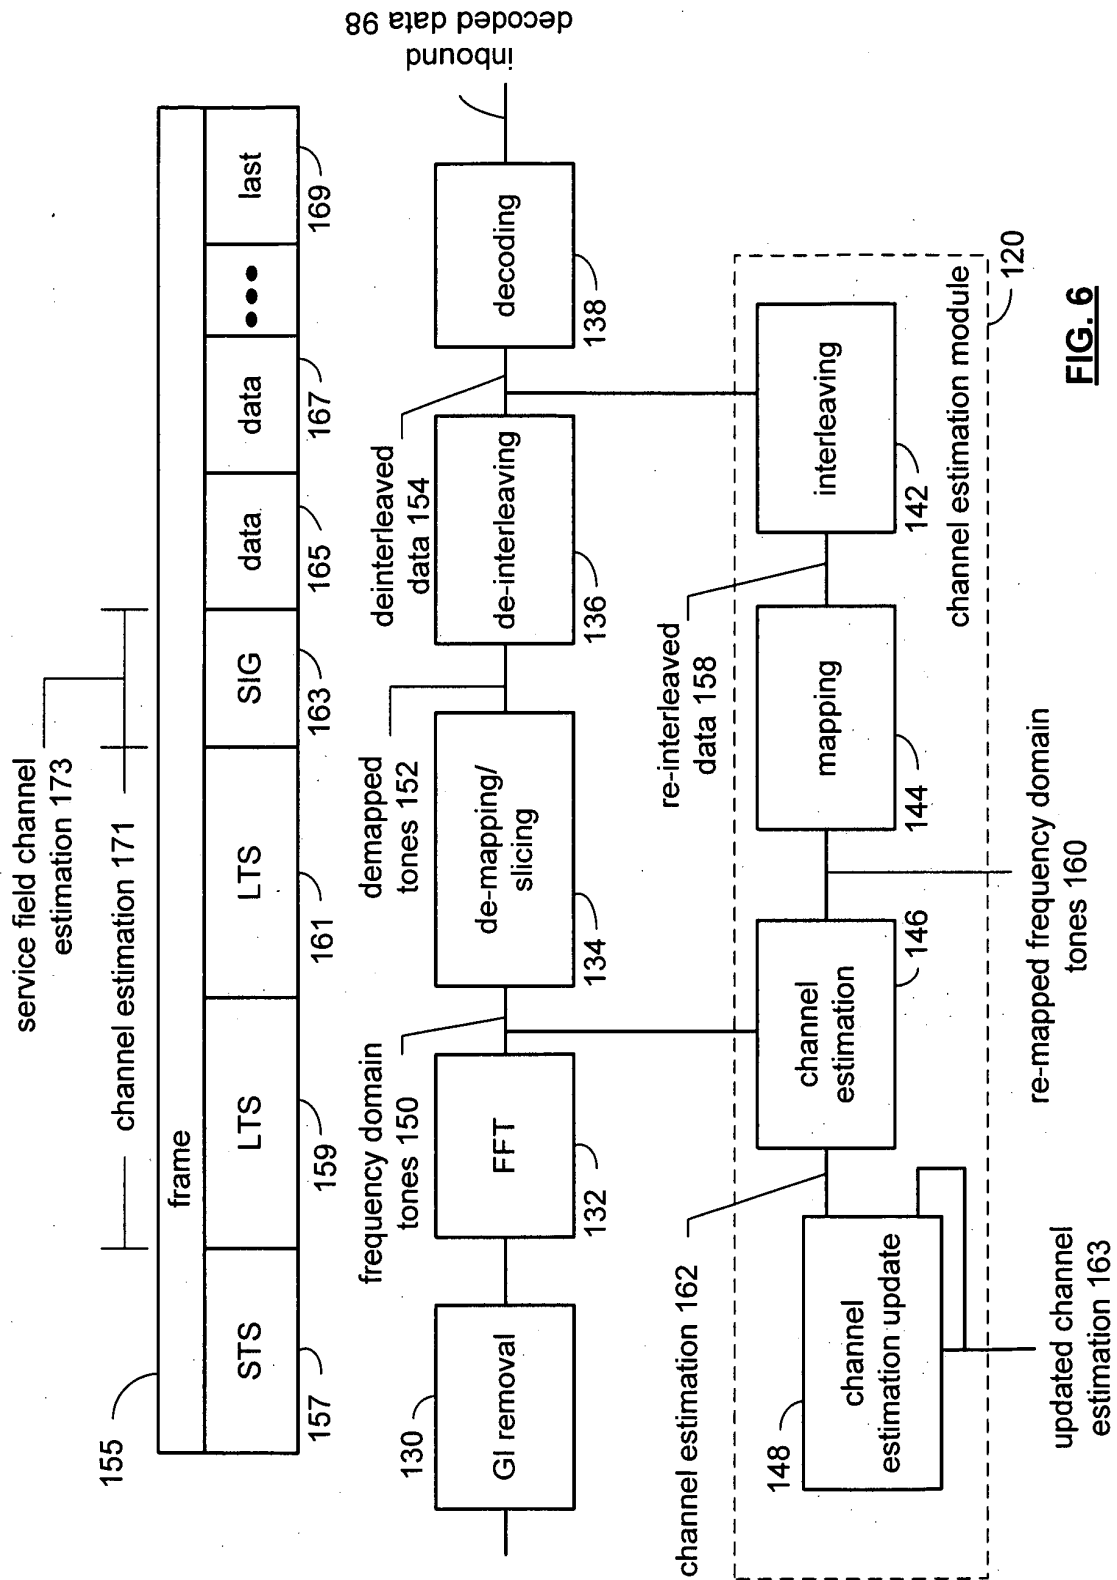 service field channel
estimation 173
channel estimation 171
155
frame
STS
LTS
LTS
SIG
data
data
•••
last
157
159
161
163
165
167
169
frequency domain
tones 150
demapped
tones 152
deinterleaved
data 154
inbound
decoded data 98
GI removal
FFT
de-mapping/
slicing
de-interleaving
decoding
130
132
134
136
138
channel estimation 162
re-interleaved
data 158
148
channel
estimation update
channel
estimation
mapping
interleaving
146
144
142
channel estimation module
120
updated channel
estimation 163
re-mapped frequency domain
tones 160
FIG. 6